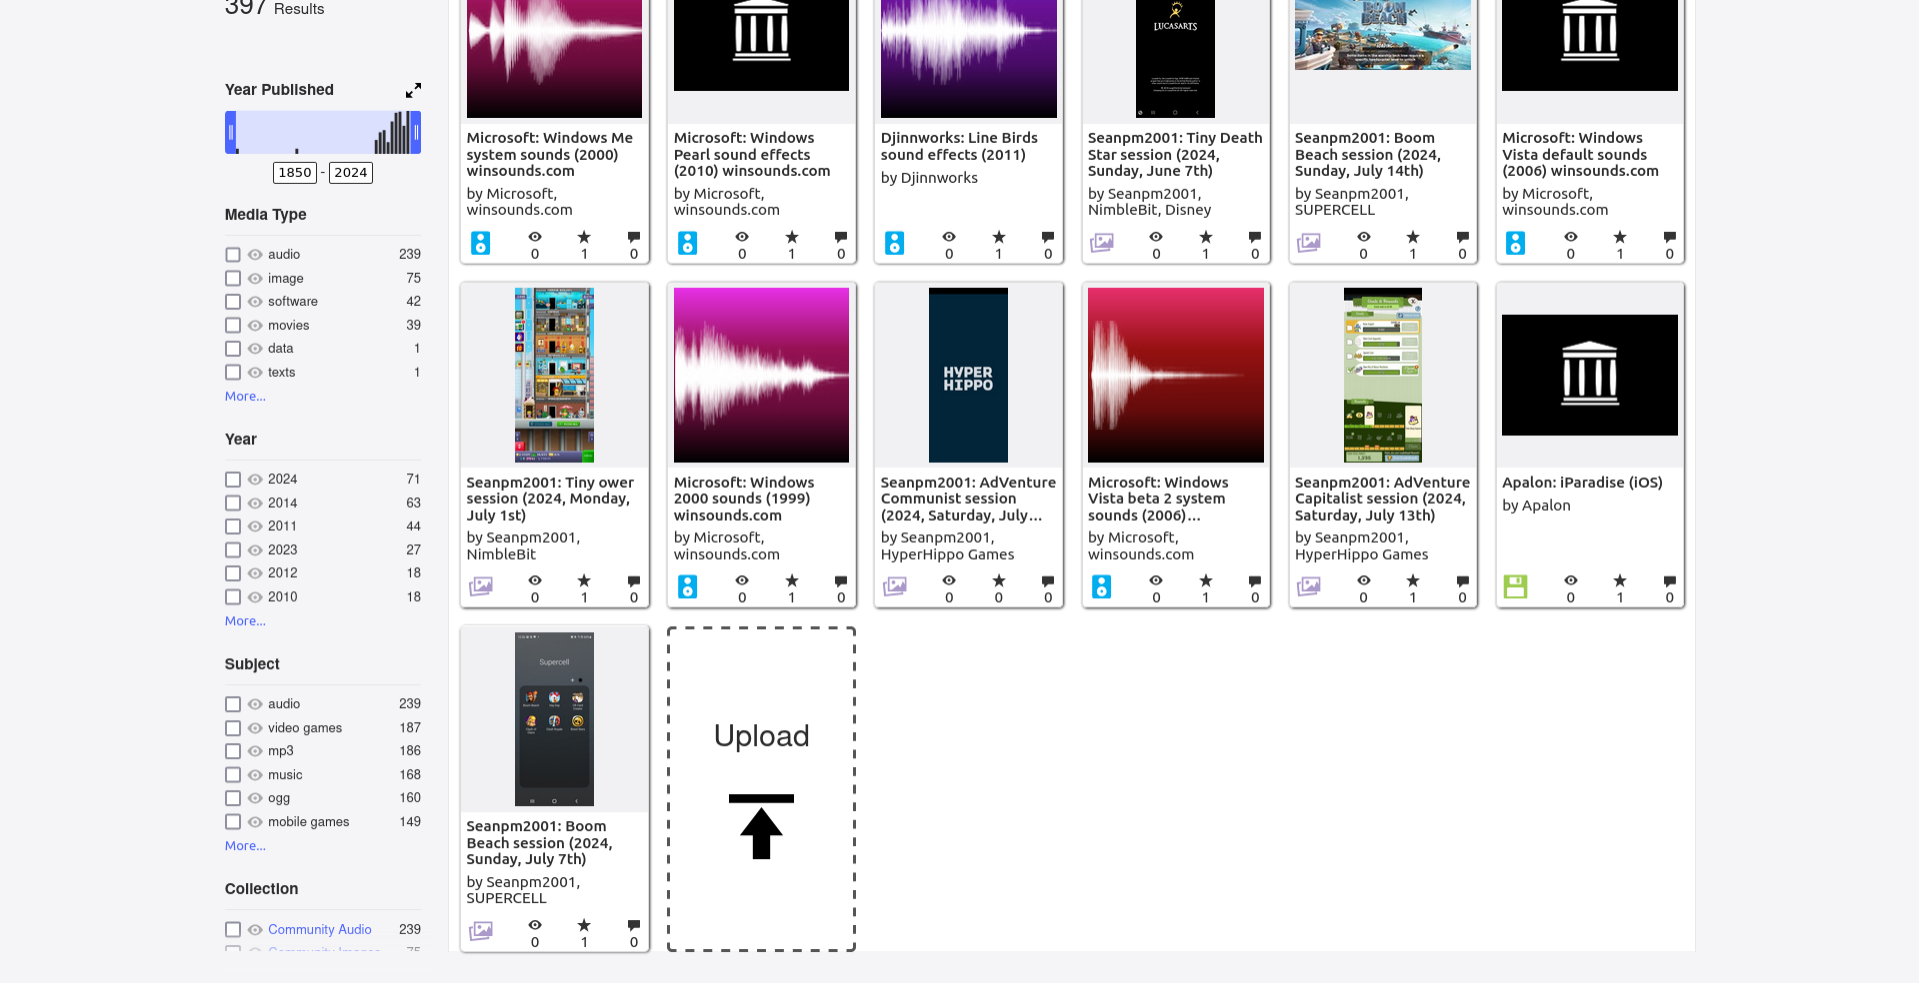 397 Results
Year Published
1850 - 2024
Media Type
audio 239
image 75
software 42
movies 39
data 1
texts 1
More...
Year
2024 71
2014 63
2011 44
2023 27
2012 18
2010 18
More...
Subject
audio 239
video games 187
mp3 186
music 168
ogg 160
mobile games 149
More...
Collection
Community Audio 239
Community Images 75
Microsoft: Windows Me
system sounds (2000)
winsounds.com
by Microsoft,
winsounds.com
0 1 0
Microsoft: Windows
Pearl sound effects
(2010) winsounds.com
by Microsoft,
winsounds.com
0 1 0
Djinnworks: Line Birds
sound effects (2011)
by Djinnworks
0 1 0
LUCASARTS
Seanpm2001: Tiny Death
Star session (2024,
Sunday, June 7th)
by Seanpm2001,
NimbleBit, Disney
0 1 0
BOOM
BEACH
Seanpm2001: Boom
Beach session (2024,
Sunday, July 14th)
by Seanpm2001,
SUPERCELL
0 1 0
Microsoft: Windows
Vista default sounds
(2006) winsounds.com
by Microsoft,
winsounds.com
0 1 0
Seanpm2001: Tiny ower
session (2024, Monday,
July 1st)
by Seanpm2001,
NimbleBit
0 1 0
Microsoft: Windows
2000 sounds (1999)
winsounds.com
by Microsoft,
winsounds.com
0 1 0
HYPER
HIPPO
Seanpm2001: AdVenture
Communist session
(2024, Saturday, July...
by Seanpm2001,
HyperHippo Games
0 0 0
Microsoft: Windows
Vista beta 2 system
sounds (2006)...
by Microsoft,
winsounds.com
0 1 0
Seanpm2001: AdVenture
Capitalist session (2024,
Saturday, July 13th)
by Seanpm2001,
HyperHippo Games
0 1 0
Apalon: iParadise (iOS)
by Apalon
0 1 0
Supercell
Seanpm2001: Boom
Beach session (2024,
Sunday, July 7th)
by Seanpm2001,
SUPERCELL
0 1 0
Upload